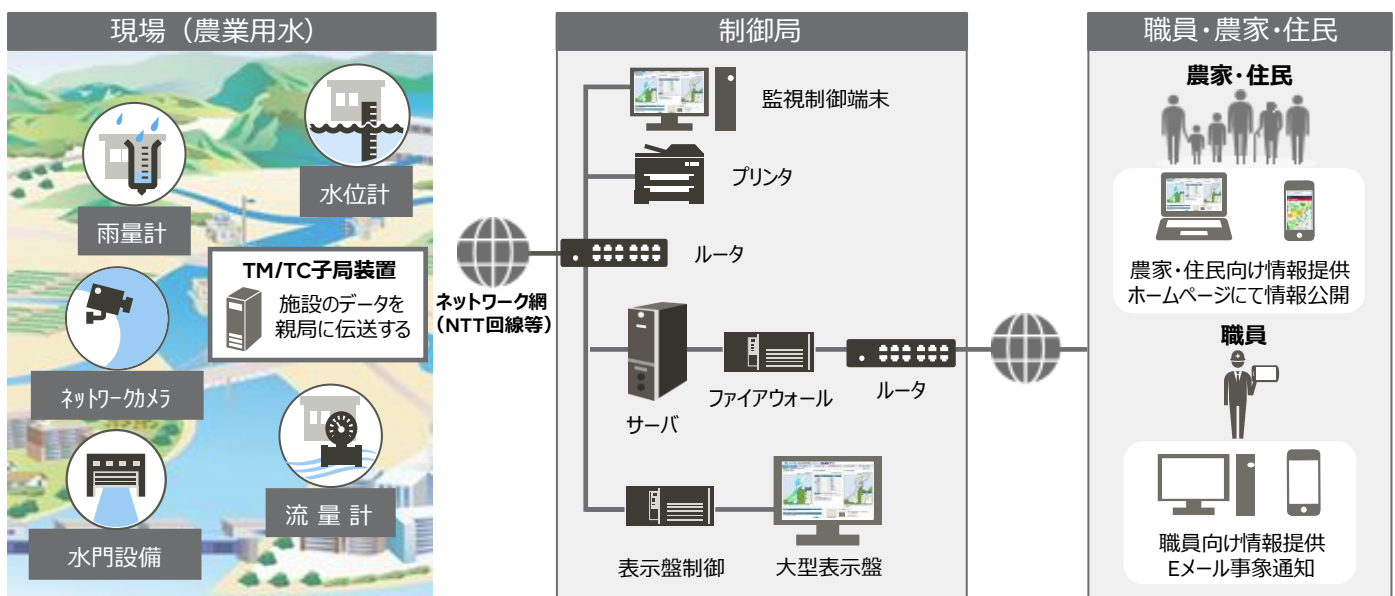 現場（農業用水）
水位計
雨量計
TM/TC子局装置
施設のデータを
親局に伝送する
ネットワークカメラ
流量計
水門設備
ネットワーク網
（NTT回線等）
制御局
監視制御端末
プリンタ
ルータ
サーバ
ファイアウォール
ルータ
表示盤制御
大型表示盤
職員・農家・住民
農家・住民
農家・住民向け情報提供
ホームページにて情報公開
職員
職員向け情報提供
Eメール事象通知